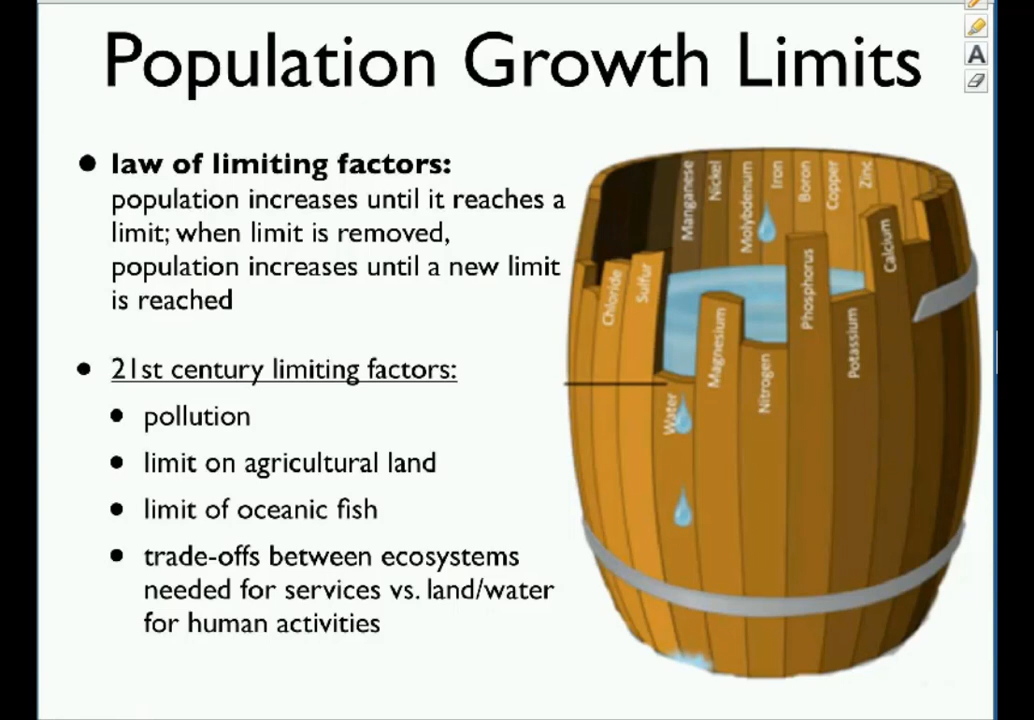 Population Growth Limits
A
• law of limiting factors:
population increases until it reaches a
limit; when limit is removed,
population increases until a new limit
is reached
• 21st century limiting factors:
• pollution
• limit on agricultural land
• limit of oceanic fish
• trade-offs between ecosystems
needed for services vs. land/water
for human activities
Chloride
Sulfur
Water
Manganese
Nickel
Magnesium
Molybdenum
Nitrogen
Iron
Boron
Phosphorus
Copper
Potassium
Zinc
Calcium